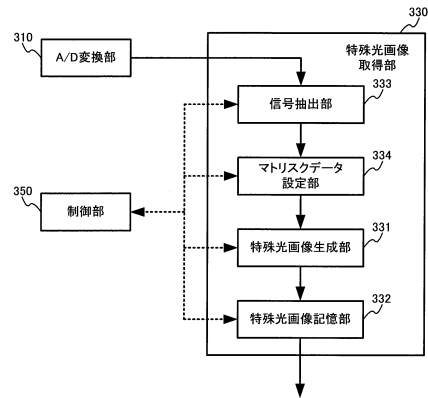 330
310
A/D変換部
特殊光画像
取得部
333
信号抽出部
334
マトリスクデータ
設定部
350
制御部
331
特殊光画像生成部
332
特殊光画像記憶部